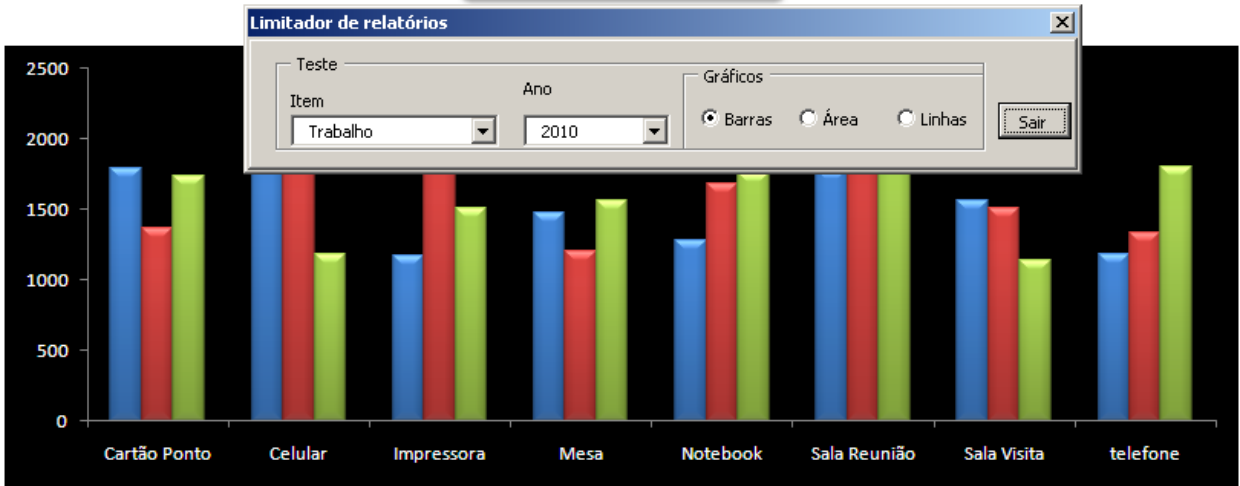 Limitador de relatórios
Teste
Item
Ano
Trabalho
2010
Gráficos
Barras
Área
Linhas
Sair
2500
2000
1500
1000
500
0
Cartão Ponto
Celular
Impressora
Mesa
Notebook
Sala Reunião
Sala Visita
telefone